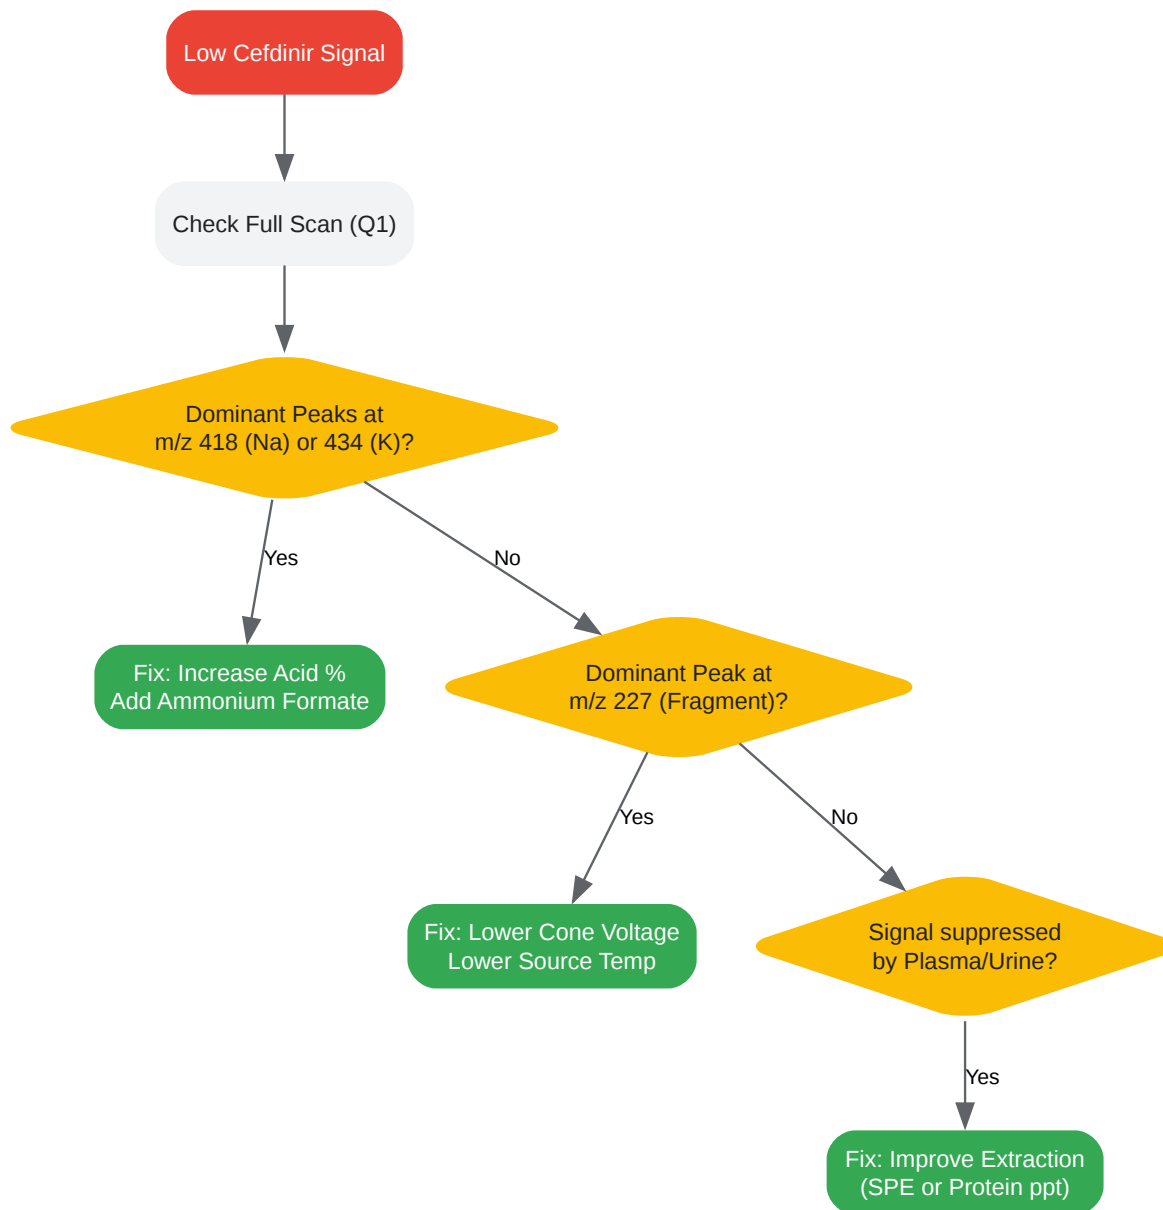 Low Cefdinir Signal
Check Full Scan (Q1)
Dominant Peaks at
m/z 418 (Na) or 434 (K)?
Yes
No
Fix: Increase Acid %
Add Ammonium Formate
Dominant Peak at
m/z 227 (Fragment)?
Yes
No
Fix: Lower Cone Voltage
Lower Source Temp
Signal suppressed
by Plasma/Urine?
Yes
Fix: Improve Extraction
(SPE or Protein ppt)